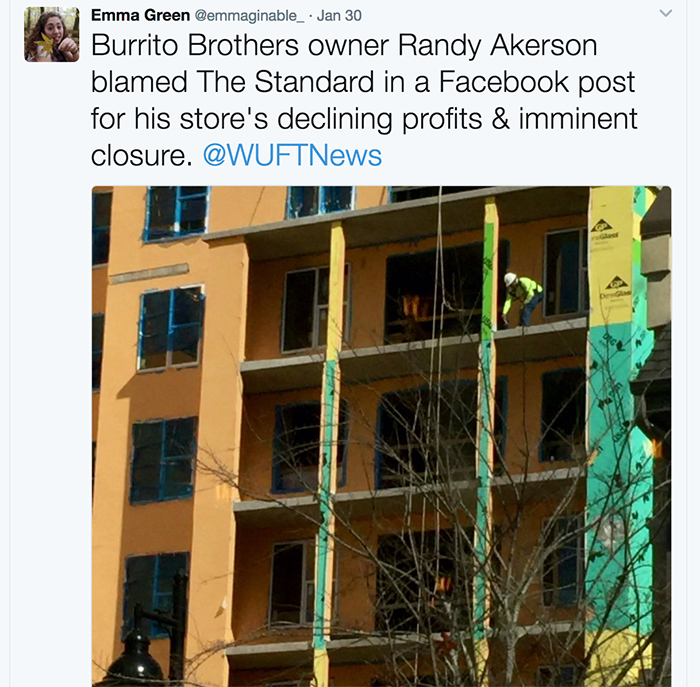 Emma Green @emmaginable_ · Jan 30
Burrito Brothers owner Randy Akerson
blamed The Standard in a Facebook post
for his store's declining profits & imminent
closure. @WUFTNews
GP
GP
DensGlass